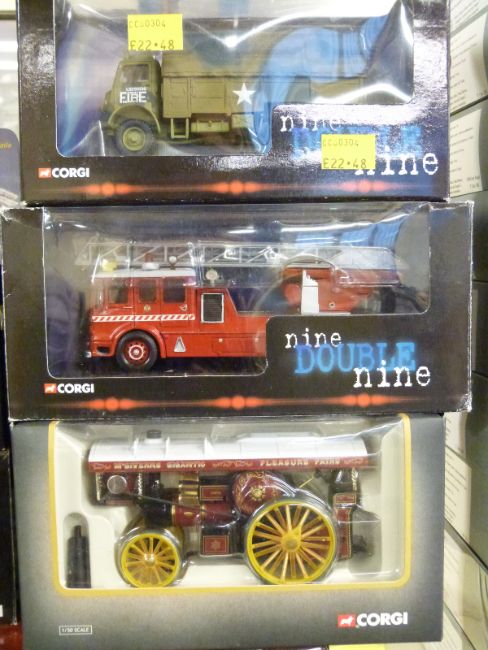 CC60304
£22.48
FIRE
nine
CC60304
£22.48
nine
CORGI
nine
DOUBLE
nine
CORGI
PLEASURE FAIRS
1/50 SCALE
CORGI